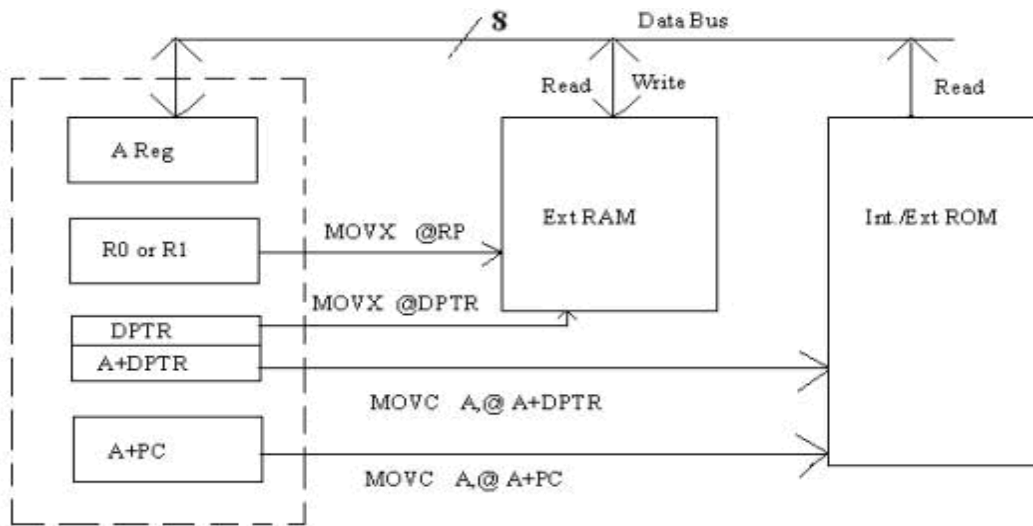 8
Data Bus
Read
Write
Read
A Reg
R0 or R1
MOVX @RP
Ext RAM
Int./Ext ROM
MOVX @DPTR
DPTR
A+DPTR
MOVC A,@ A+DPTR
A+PC
MOVC A,@ A+PC